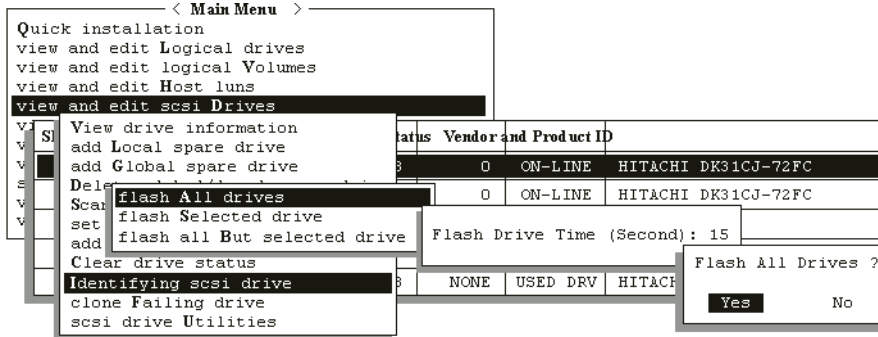 < Main Menu >
Quick installation
view and edit Logical drives
view and edit logical Volumes
view and edit Host luns
view and edit scsi Drives
Status Vendor and Product ID
View drive information
add Local spare drive
add Global spare drive
0 ON-LINE HITACHI DK31CJ-72FC
0 ON-LINE HITACHI DK31CJ-72FC
flash All drives
flash Selected drive
flash all But selected drive
set
add
Flash Drive Time (Second): 15
Clear drive status
Identifying scsi drive
NONE USED DRV
clone Failing drive
scsi drive Utilities
Flash All Drives ?
Yes No